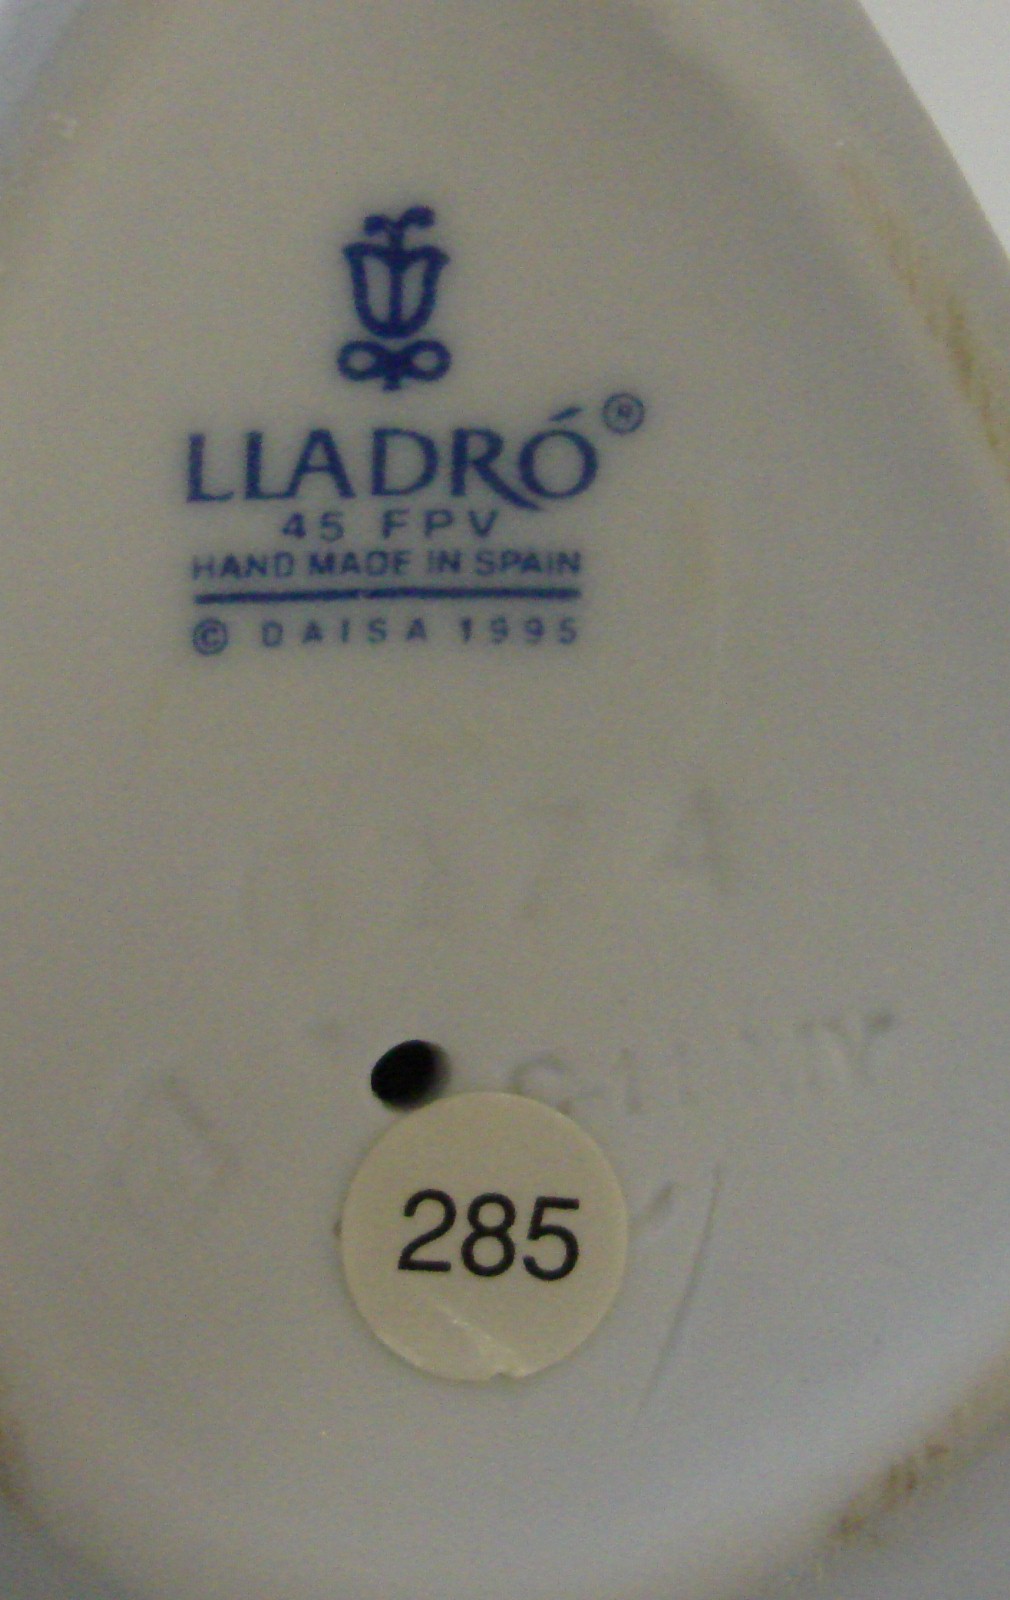 LLADRÓ®
45 FPV
HAND MADE IN SPAIN
© DAISA 1995
285